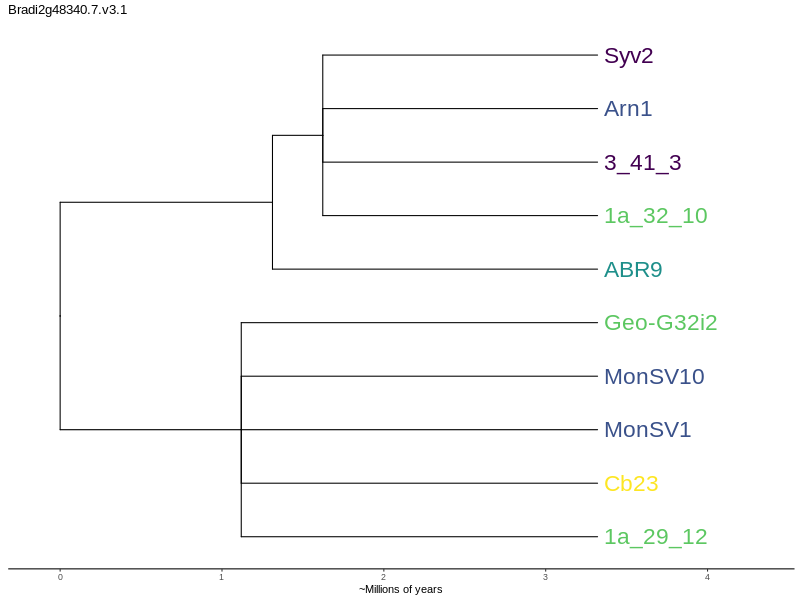 Bradi2g48340.7.v3.1
Syv2
Arn1
3_41_3
1a_32_10
ABR9
Geo-G32i2
MonSV10
MonSV1
Cb23
1a_29_12
0 1 2 3 4
~Millions of years